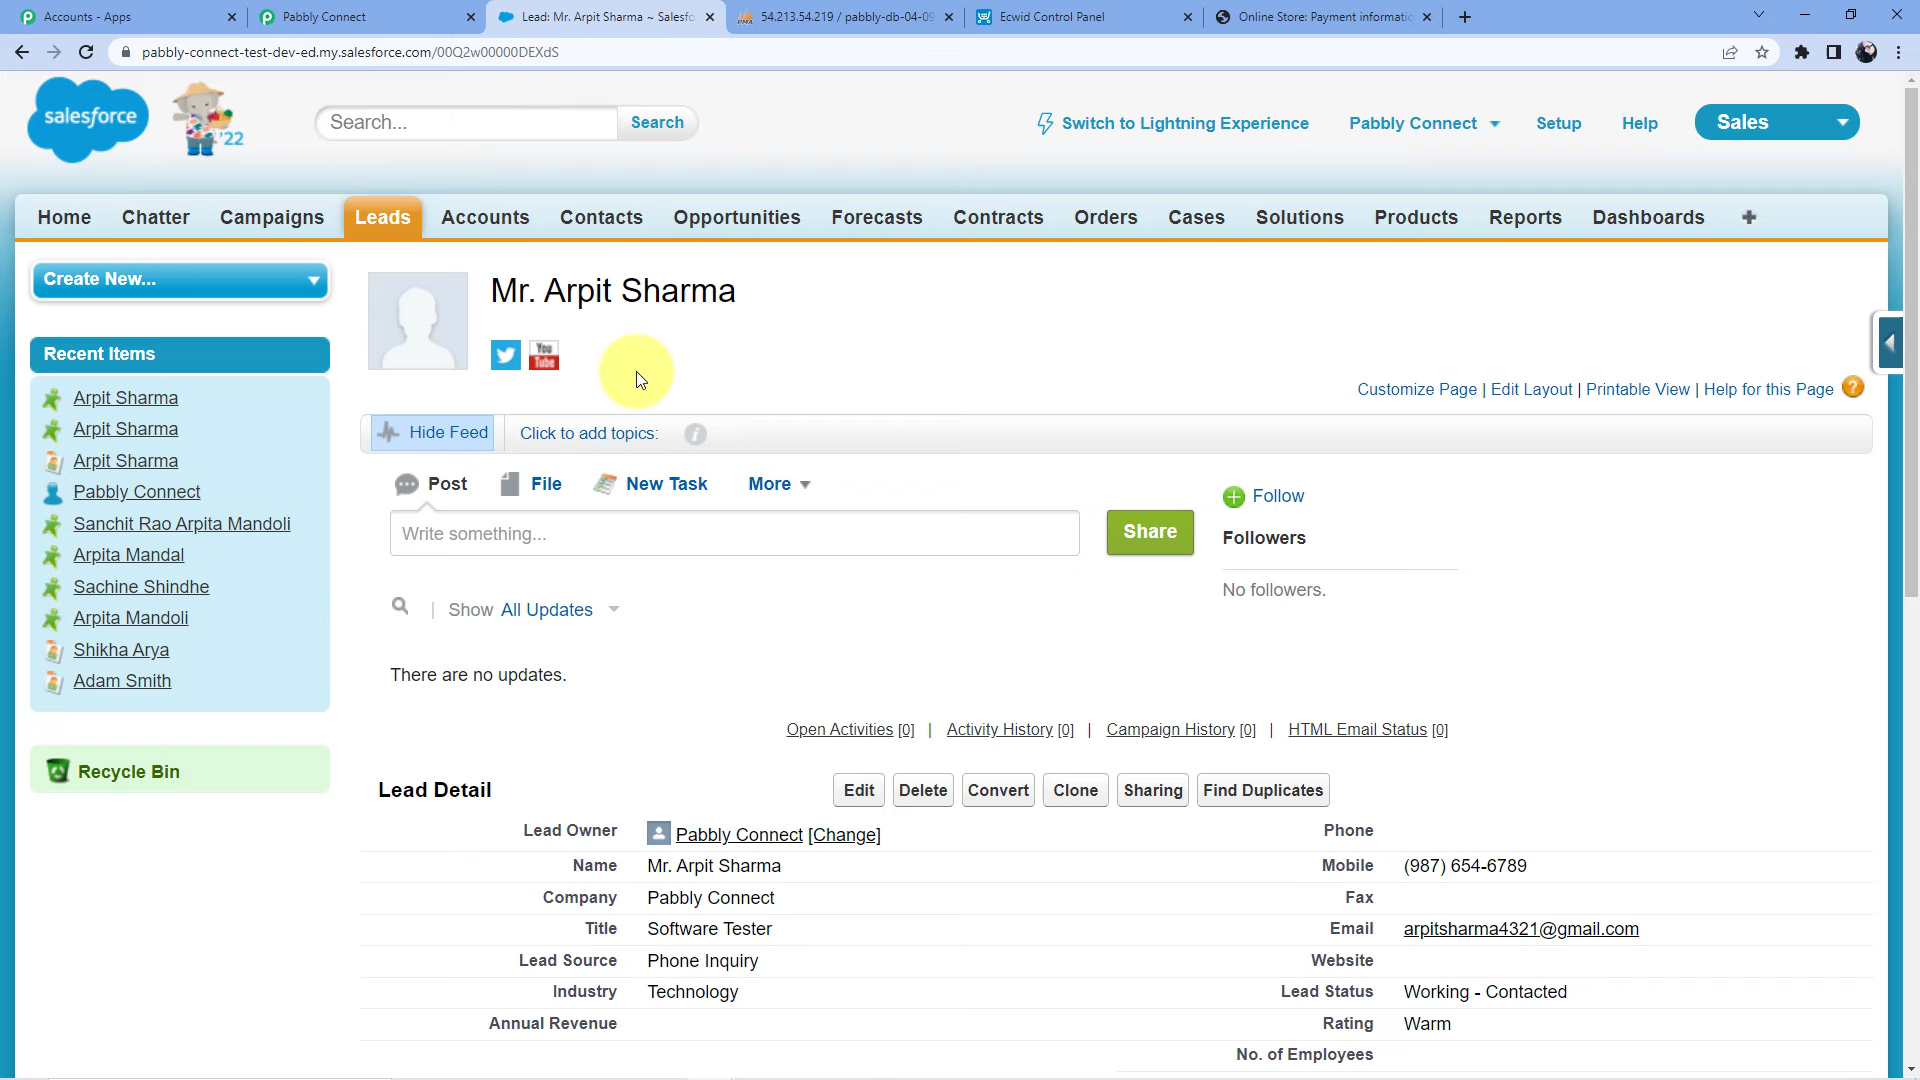 Accounts - Apps
Pabbly Connect
Lead: Mr. Arpit Sharma ~ Salesfo
54.213.54.219 / pabbly-db-04-09
Ecwid Control Panel
Online Store: Payment informatic
pabbly-connect-test-dev-ed.my.salesforce.com/00Q2w00000DEXdS
salesforce
'22
Search...
Search
Switch to Lightning Experience
Pabbly Connect
Setup
Help
Sales
Home
Chatter
Campaigns
Leads
Accounts
Contacts
Opportunities
Forecasts
Contracts
Orders
Cases
Solutions
Products
Reports
Dashboards
Create New...
Recent Items
Arpit Sharma
Arpit Sharma
Arpit Sharma
Pabbly Connect
Sanchit Rao Arpita Mandoli
Arpita Mandal
Sachine Shindhe
Arpita Mandoli
Shikha Arya
Adam Smith
Recycle Bin
Mr. Arpit Sharma
You Tube
Customize Page | Edit Layout | Printable View | Help for this Page ?
Hide Feed
Click to add topics:
Post
File
New Task
More
Write something...
Share
Follow
Followers
No followers.
Show All Updates
There are no updates.
Open Activities [0] | Activity History [0] | Campaign History [0] | HTML Email Status [0]
Lead Detail
Edit
Delete
Convert
Clone
Sharing
Find Duplicates
Lead Owner Pabbly Connect [Change] Phone
Name Mr. Arpit Sharma Mobile (987) 654-6789
Company Pabbly Connect Fax
Title Software Tester Email arpitsharma4321@gmail.com
Lead Source Phone Inquiry Website
Industry Technology Lead Status Working - Contacted
Annual Revenue Rating Warm
No. of Employees